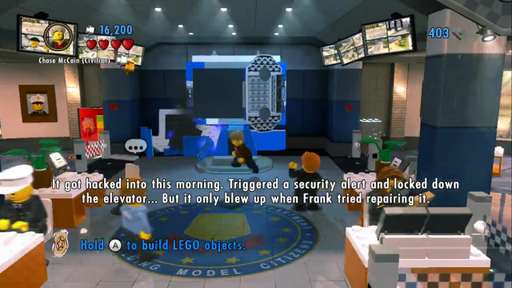 16,200
403
Chase McCain (Civilian)
It got hacked into this morning. Triggered a security alert and locked down
the elevator... But it only blew up when Frank tried repairing it.
Hold A to build LEGO objects.
MODEL CITIZENS